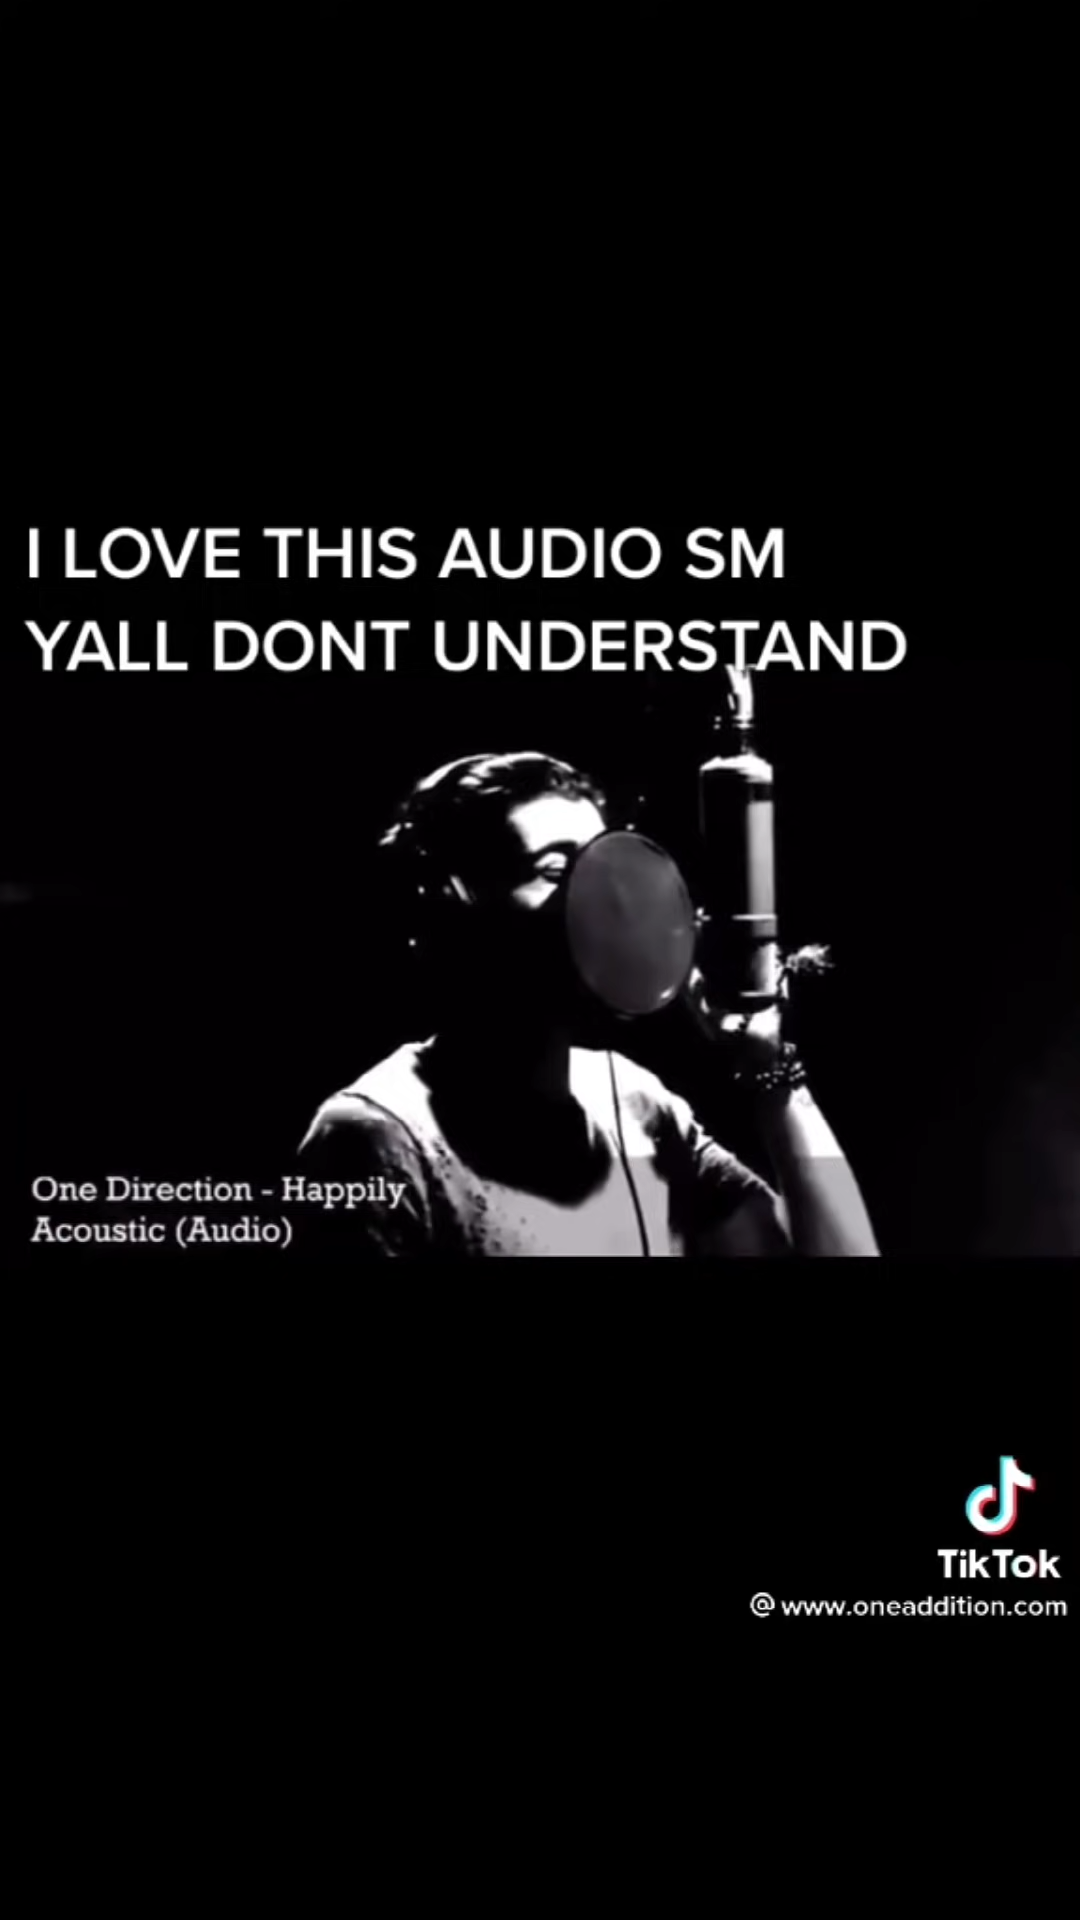 I LOVE THIS AUDIO SM
YALL DONT UNDERSTAND
One Direction - Happily
Acoustic (Audio)
TikTok
@ www.oneaddition.com